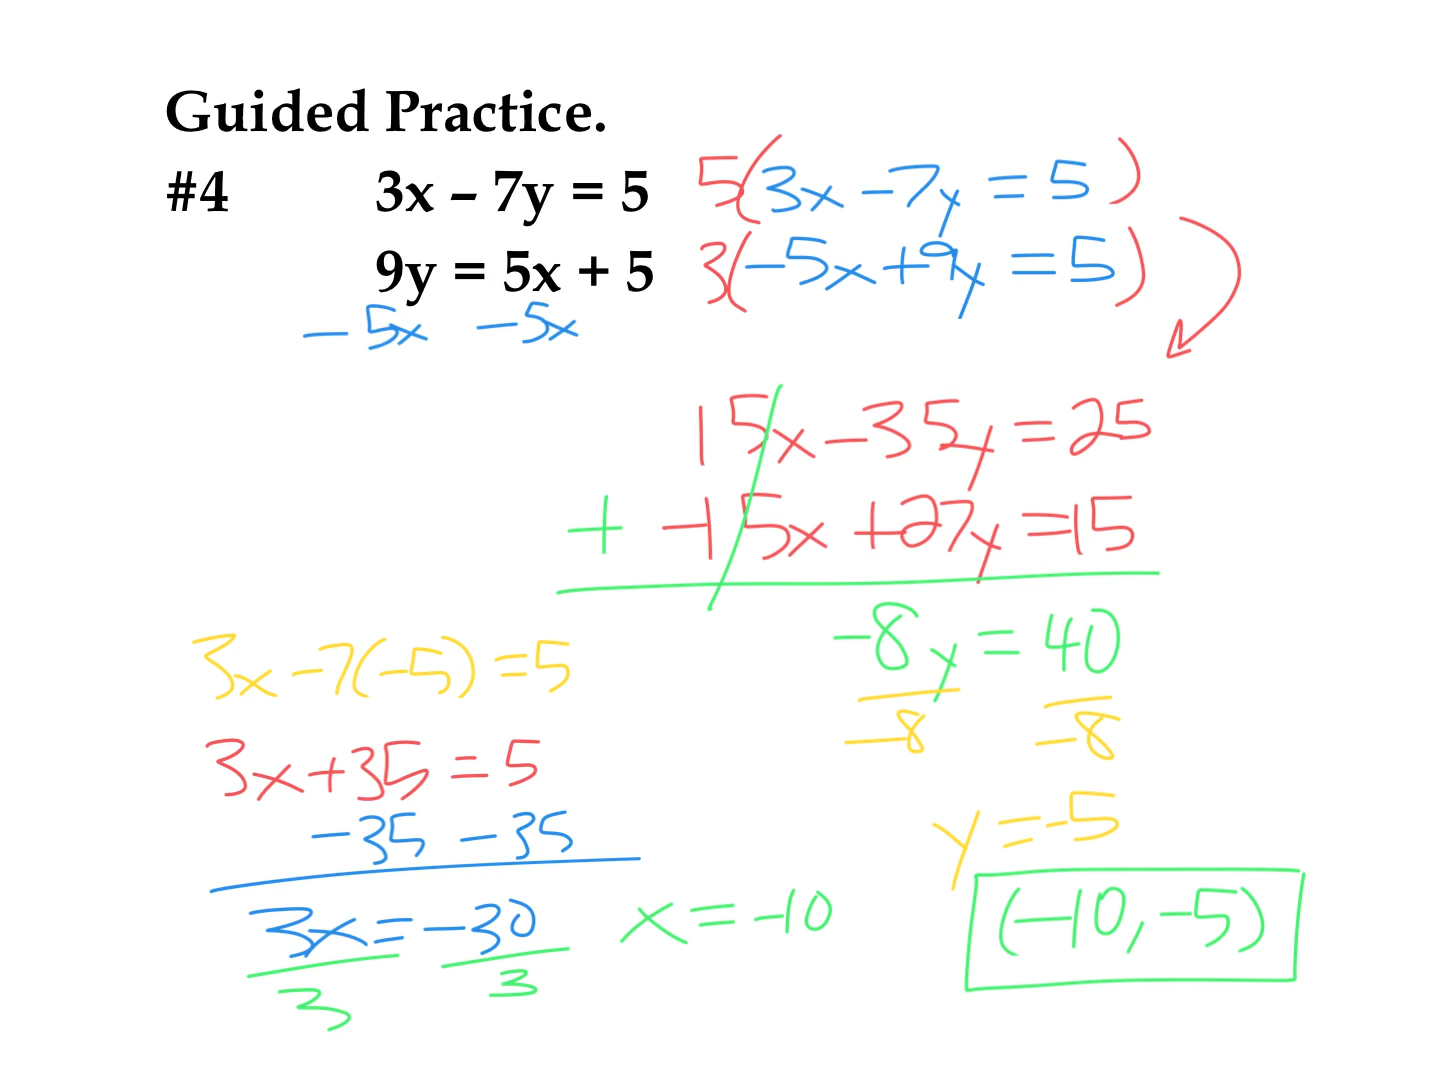 Guided Practice.
#4 3x – 7y = 5
5(3x - 7y = 5)
9y = 5x + 5
3(-5x + 9y = 5)
- 5x - 5x
15x - 35y = 25
+ -15x + 27y = 15
-8y = 40
-8 -8
y = -5
3x - 7(-5) = 5
3x + 35 = 5
- 35 - 35
3x = -30
3 3
x = -10
(-10, -5)